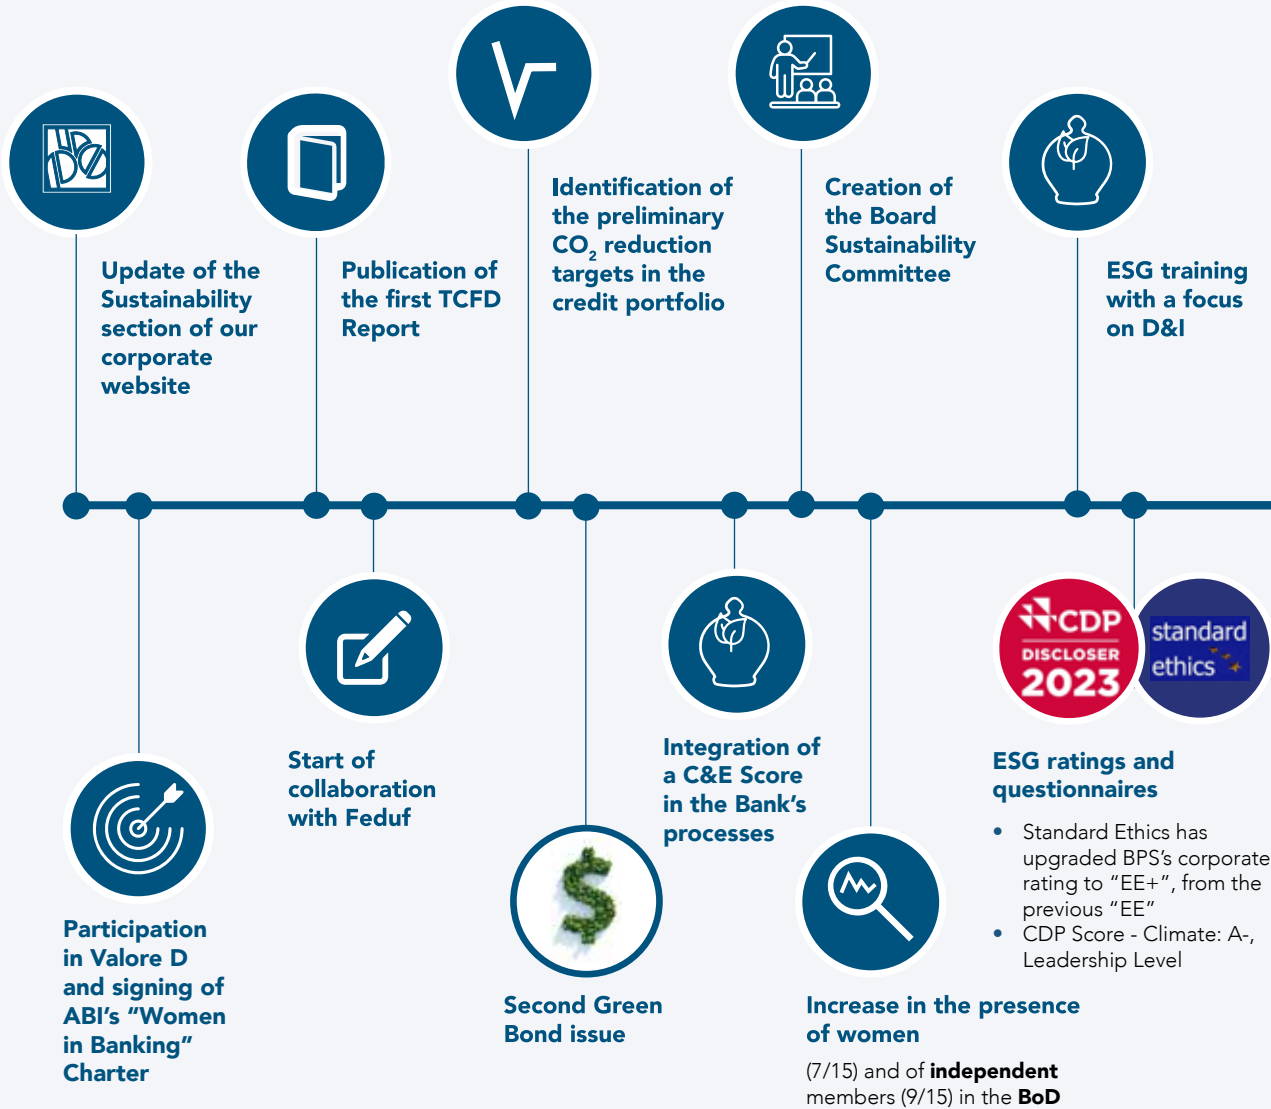 Update of the
Sustainability
section of our
corporate
website
Publication of
the first TCFD
Report
Identification of
the preliminary
CO₂ reduction
targets in the
credit portfolio
Creation of
the Board
Sustainability
Committee
ESG training
with a focus
on D&I
Participation
in Valore D
and signing of
ABI's “Women
in Banking”
Charter
Start of
collaboration
with Feduf
Second Green
Bond issue
Integration of
a C&E Score
in the Bank's
processes
Increase in the presence
of women
(7/15) and of independent
members (9/15) in the BoD
CDP
DISCLOSER
2023
standard
ethics
ESG ratings and
questionnaires
• Standard Ethics has
upgraded BPS's corporate
rating to “EE+”, from the
previous “EE”
• CDP Score - Climate: A-,
Leadership Level